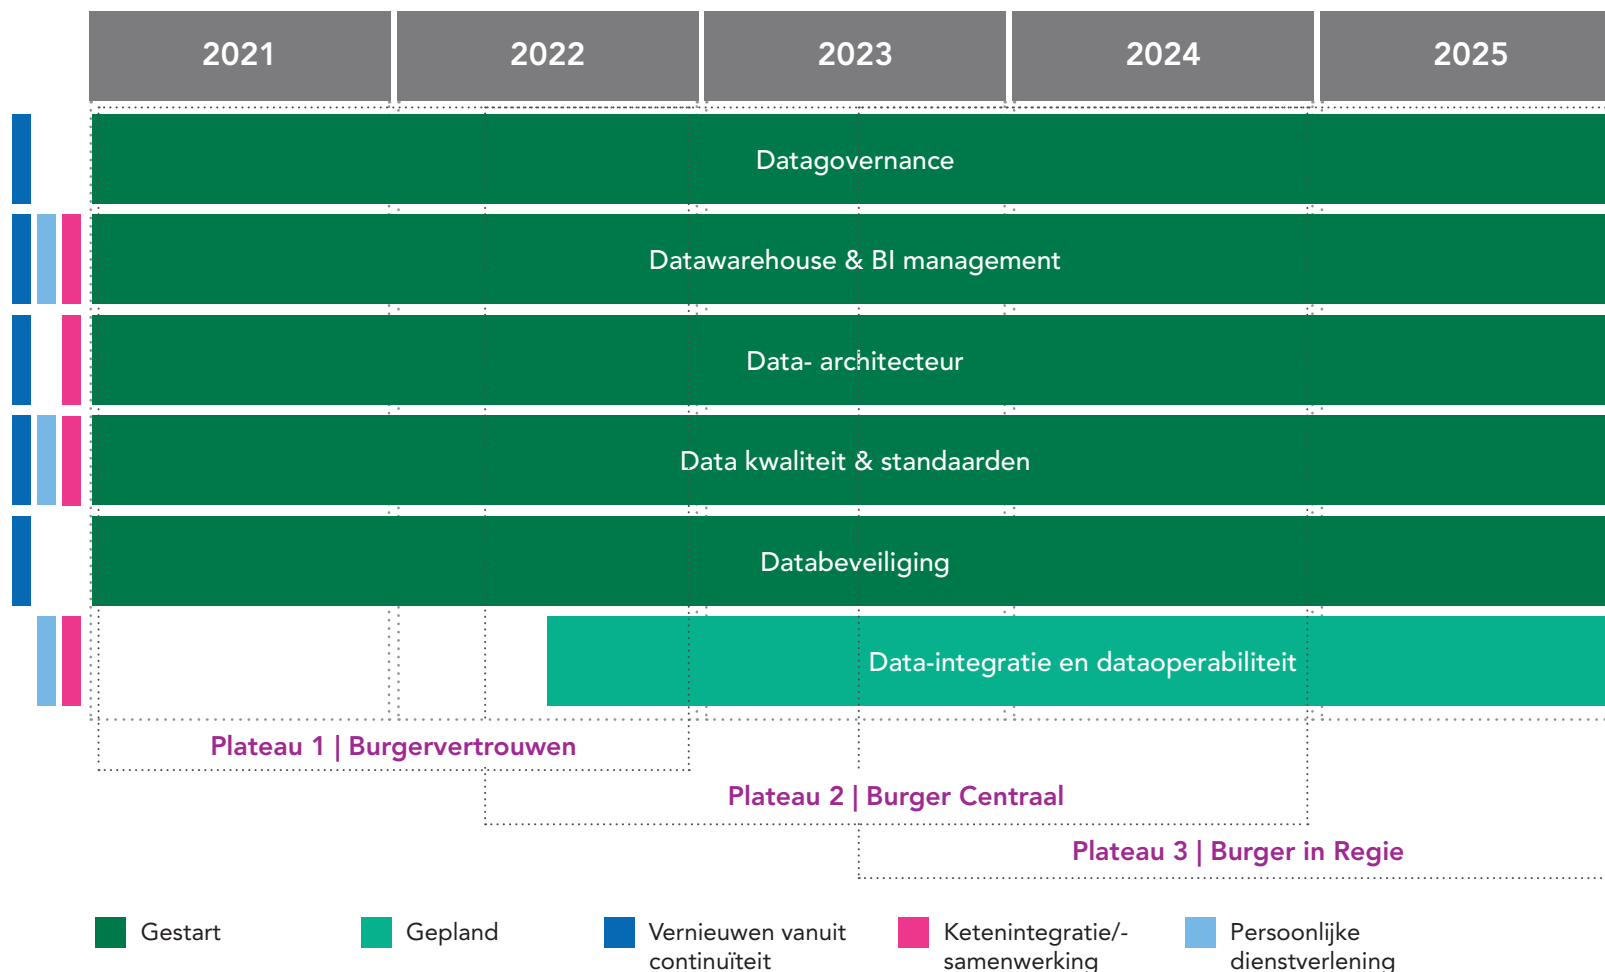 2021
2022
2023
2024
2025
Datagovernance
Datawarehouse & BI management
Data- architecteur
Data kwaliteit & standaarden
Databeveiliging
Data-integratie en dataoperabiliteit
Plateau 1 | Burgervertrouwen
Plateau 2 | Burger Centraal
Plateau 3 | Burger in Regie
Gestart
Gepland
Vernieuwen vanuit
continuïteit
Ketenintegratie/-
samenwerking
Persoonlijke
dienstverlening